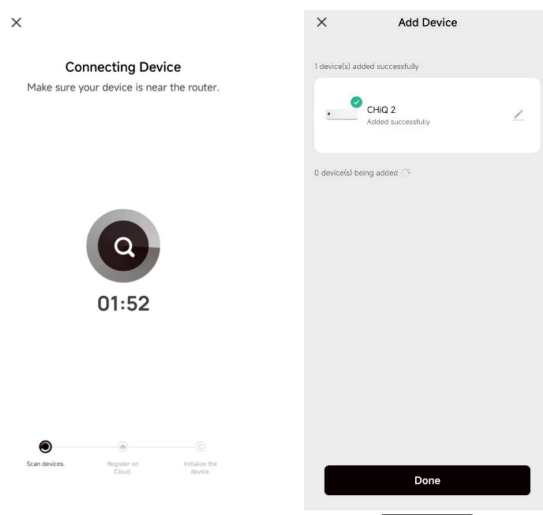 Connecting Device
Make sure your device is near the router.
01:52
Scan devices.
Register on
Cloud.
Initialize the
device.
Add Device
1 device(s) added successfully
CHiQ 2
Added successfully
0 device(s) being added
Done